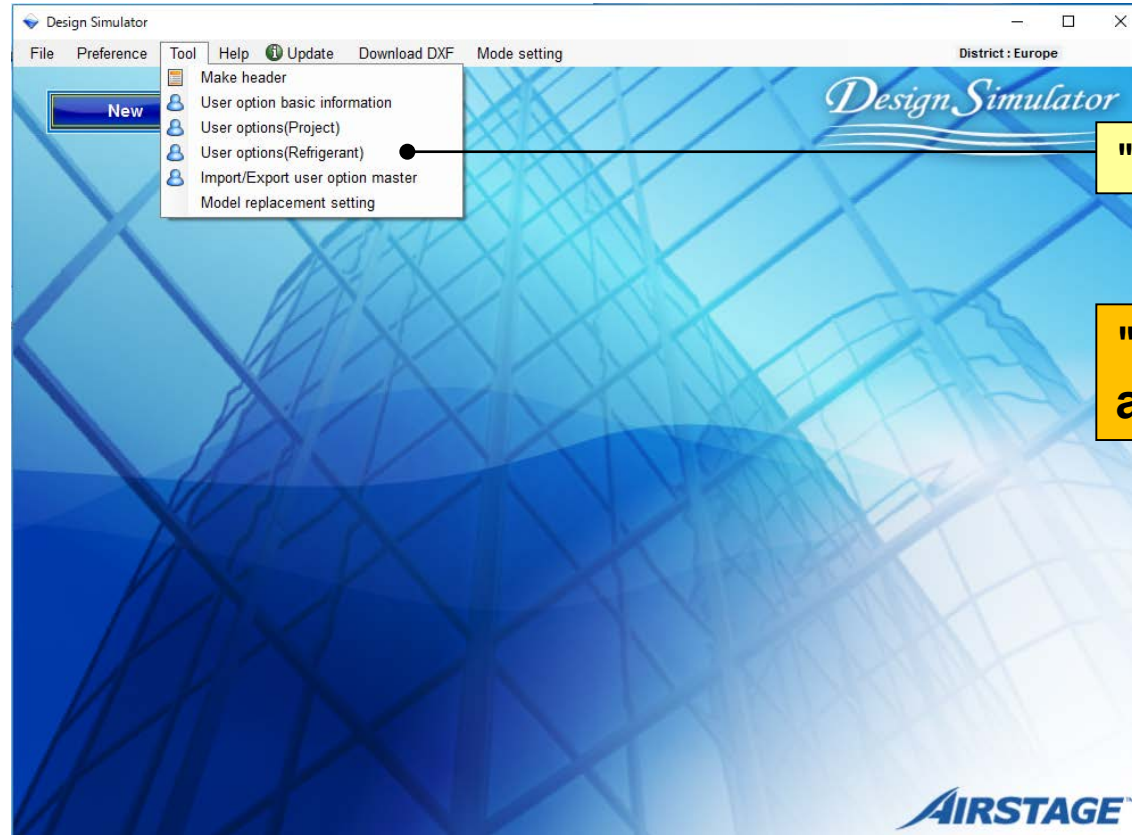 Design Simulator
File Preference Tool Help Update Download DXF Mode setting District : Europe
New
Make header
User option basic information
User options(Project)
User options(Refrigerant)
Import/Export user option master
Model replacement setting
Design Simulator
"
"
a
AIRSTAGE™